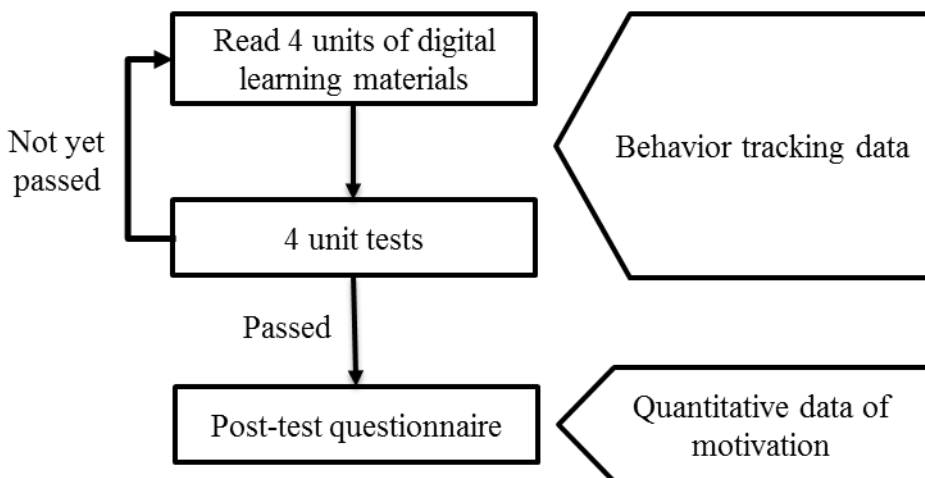 Read 4 units of digital
learning materials
Not yet
passed
Behavior tracking data
4 unit tests
Passed
Post-test questionnaire
Quantitative data of
motivation